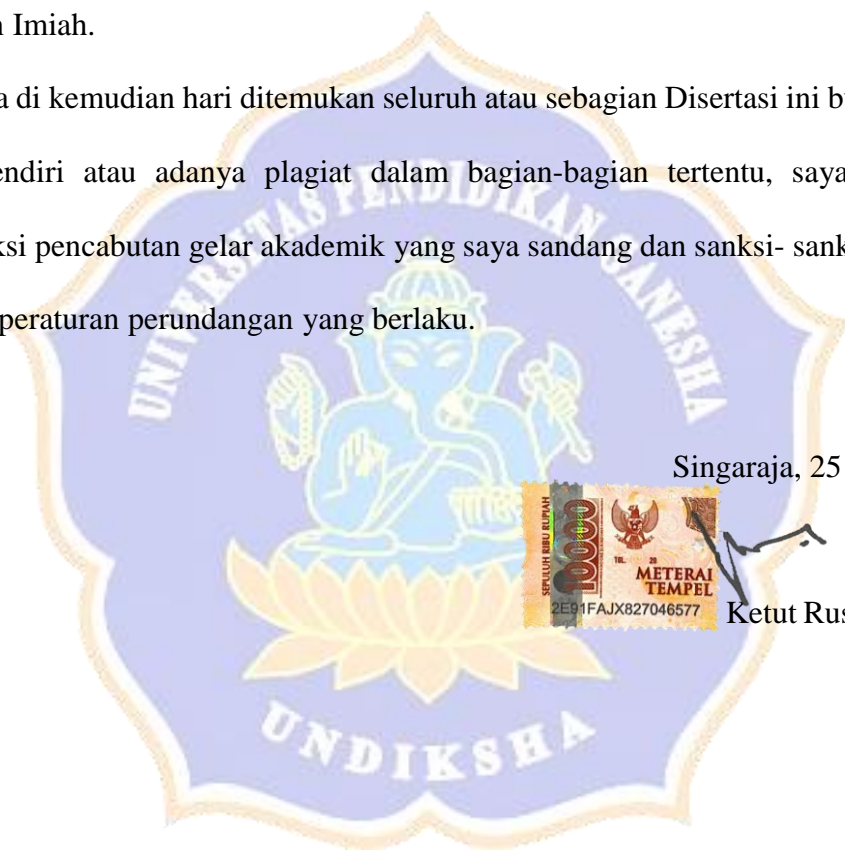 n Imiah.
a di kemudian hari ditemukan seluruh atau sebagian Disertasi ini b
endiri atau adanya plagiat dalam bagian-bagian tertentu, saya
ksi pencabutan gelar akademik yang saya sandang dan sanksi- sank
peraturan perundangan yang berlaku.
UNIVERSITAS PENDIDIKAN GANESHA
Singaraja, 25
SEPULUH RIBU RUPIAH
10000
TGL. 20
METERAI
TEMPEL
2E91FAJX827046577
Ketut Rus
UNDIKSHA